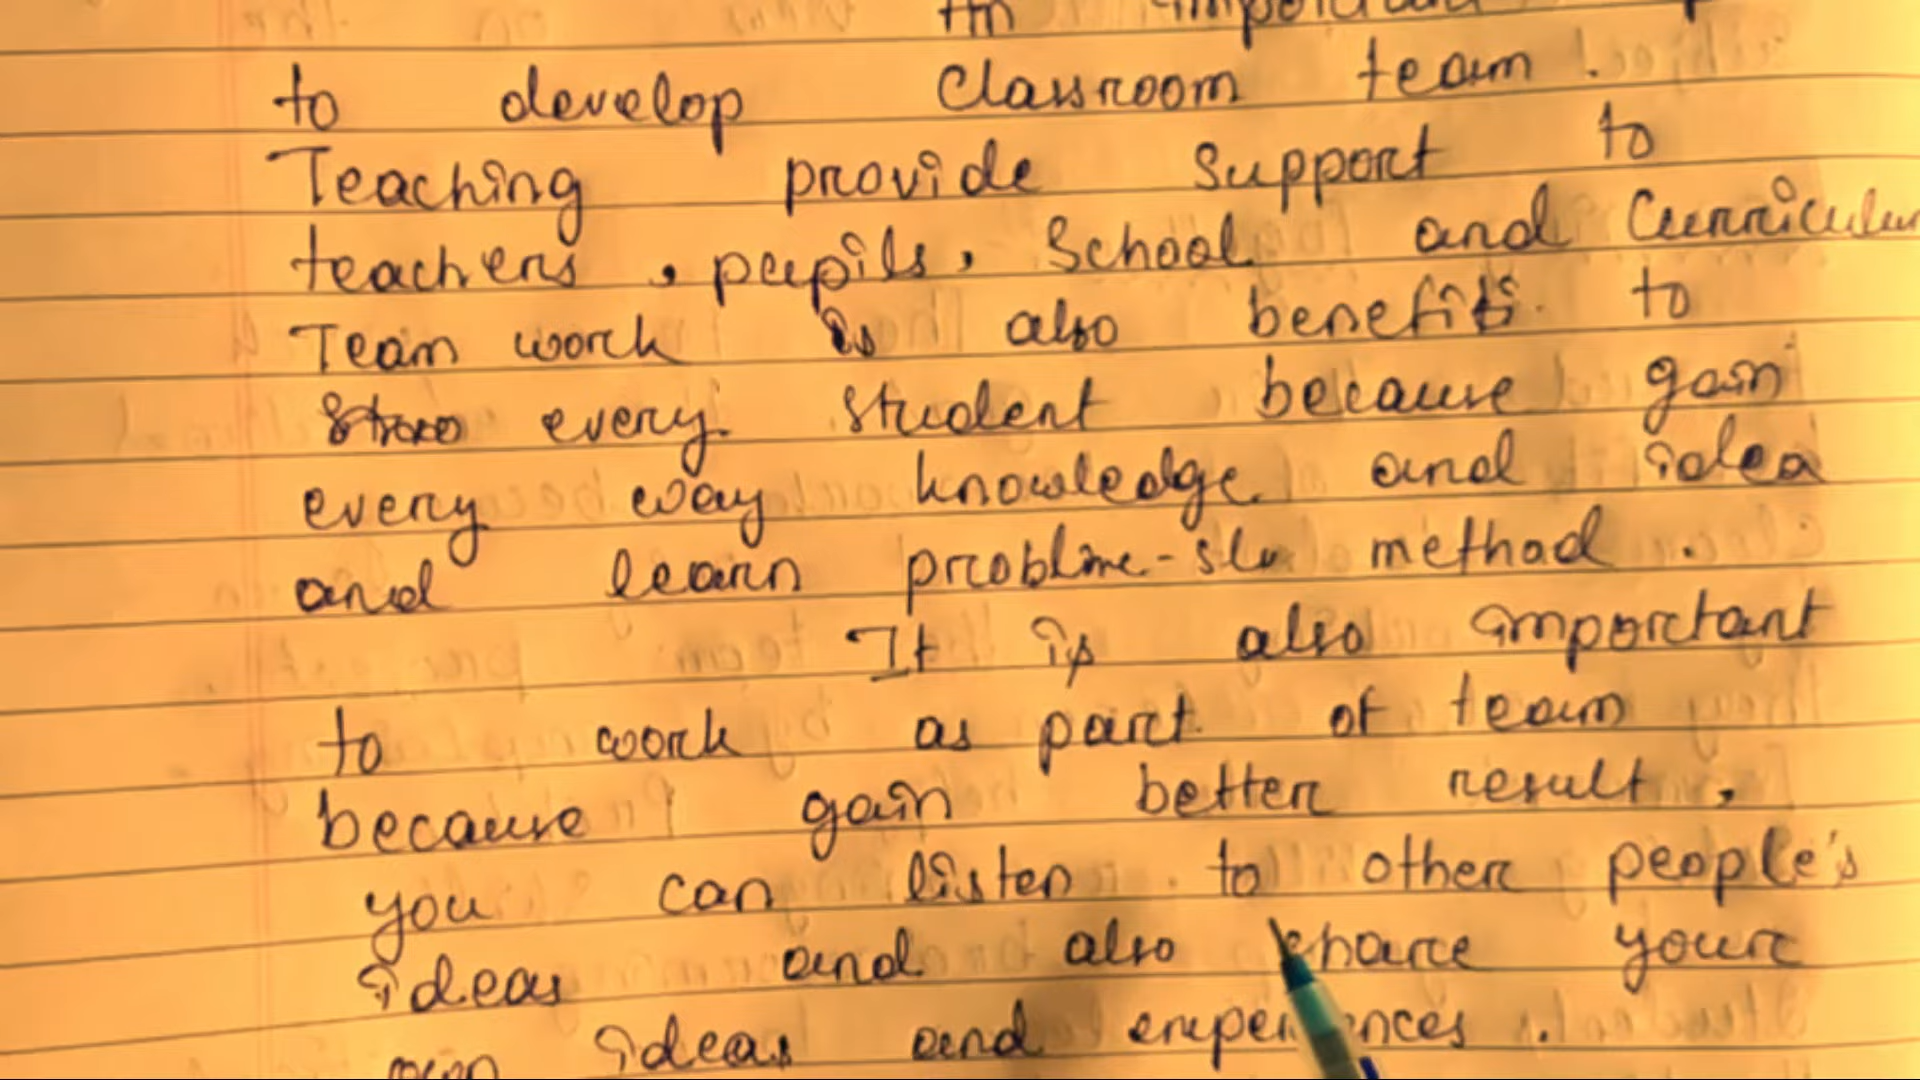 to develop Classroom team.
Teaching provide Support to
teachers, pupils, School and Curriculum
Team work is also benefits to
every student because gain
every way knowledge and idea
and learn problme-slv method.
It is also important
to work as part of team
because gain better result,
you can listen to other people's
ideas and also share your
own ideas and experiences.